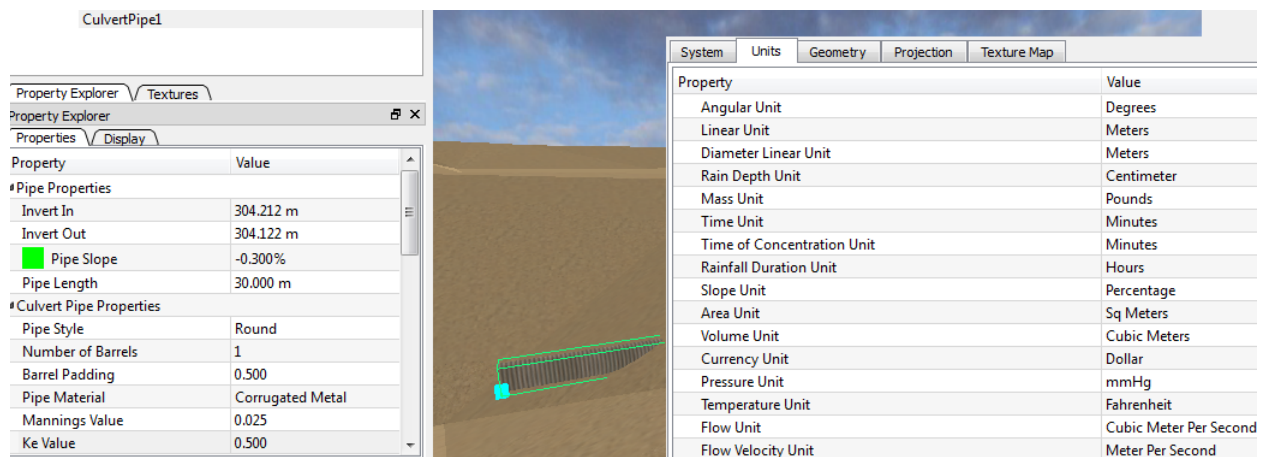 CulvertPipe1
Property Explorer Textures
Property Explorer
Properties Display
Property Value
Pipe Properties
Invert In 304.212 m
Invert Out 304.122 m
Pipe Slope -0.300%
Pipe Length 30.000 m
Culvert Pipe Properties
Pipe Style Round
Number of Barrels 1
Barrel Padding 0.500
Pipe Material Corrugated Metal
Mannings Value 0.025
Ke Value 0.500
System Units Geometry Projection Texture Map
Property Value
Angular Unit Degrees
Linear Unit Meters
Diameter Linear Unit Meters
Rain Depth Unit Centimeter
Mass Unit Pounds
Time Unit Minutes
Time of Concentration Unit Minutes
Rainfall Duration Unit Hours
Slope Unit Percentage
Area Unit Sq Meters
Volume Unit Cubic Meters
Currency Unit Dollar
Pressure Unit mmHg
Temperature Unit Fahrenheit
Flow Unit Cubic Meter Per Second
Flow Velocity Unit Meter Per Second